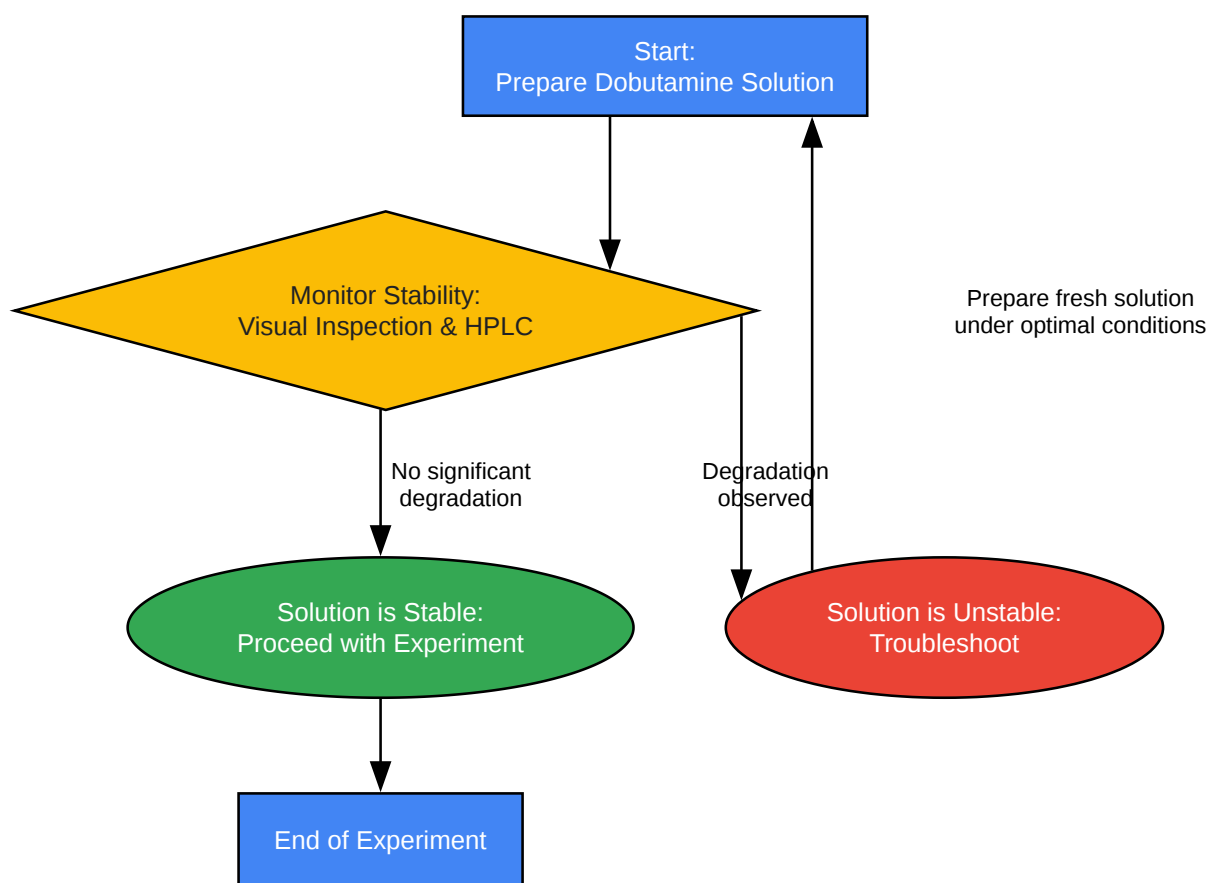 Start:
Prepare Dobutamine Solution
Monitor Stability:
Visual Inspection & HPLC
Prepare fresh solution
under optimal conditions
No significant
degradation
Degradation
observed
Solution is Stable:
Proceed with Experiment
Solution is Unstable:
Troubleshoot
End of Experiment